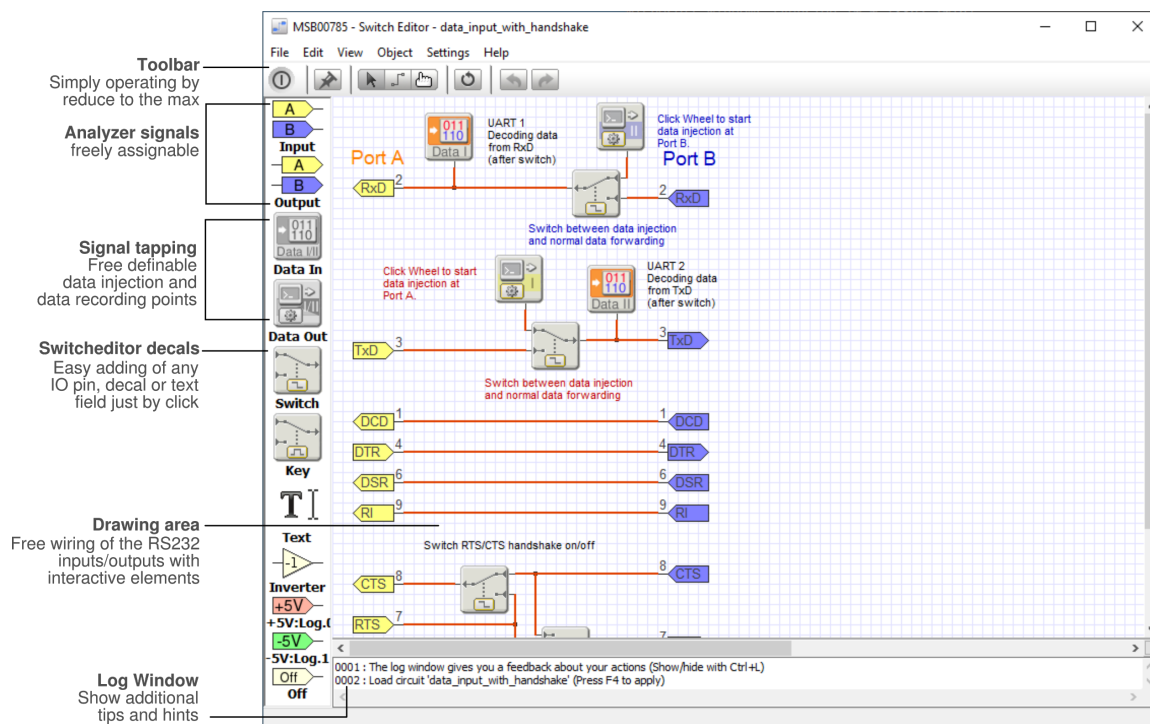 MSB00785 - Switch Editor - data_input_with_handshake
File Edit View Object Settings Help
Toolbar
Simply operating by
reduce to the max
Analyzer signals
freely assignable
Signal tapping
Free definable
data injection and
data recording points
Switcheditor decals
Easy adding of any
IO pin, decal or text
field just by click
Drawing area
Free wiring of the RS232
inputs/outputs with
interactive elements
Log Window
Show additional
tips and hints
A
B
Input
A
B
Output
011
110
Data I/II
Data In
I/II
Data Out
Switch
Key
T
Text
-1
Inverter
+5V
+5V:Log.0
-5V
-5V:Log.1
Off
Off
Port A
011
110
Data I
UART 1
Decoding data
from RxD
(after switch)
II
Click Wheel to start
data injection at
Port B.
Port B
RxD 2
2 RxD
Switch between data injection
and normal data forwarding
Click Wheel to start
data injection at
Port A.
I
011
110
Data II
UART 2
Decoding data
from TxD
(after switch)
TxD 3
3 TxD
Switch between data injection
and normal data forwarding
DCD 1
1 DCD
DTR 4
4 DTR
DSR 6
6 DSR
RI 9
9 RI
Switch RTS/CTS handshake on/off
CTS 8
8 CTS
RTS 7
7
0001 : The log window gives you a feedback about your actions (Show/hide with Ctrl+L)
0002 : Load circuit 'data_input_with_handshake' (Press F4 to apply)